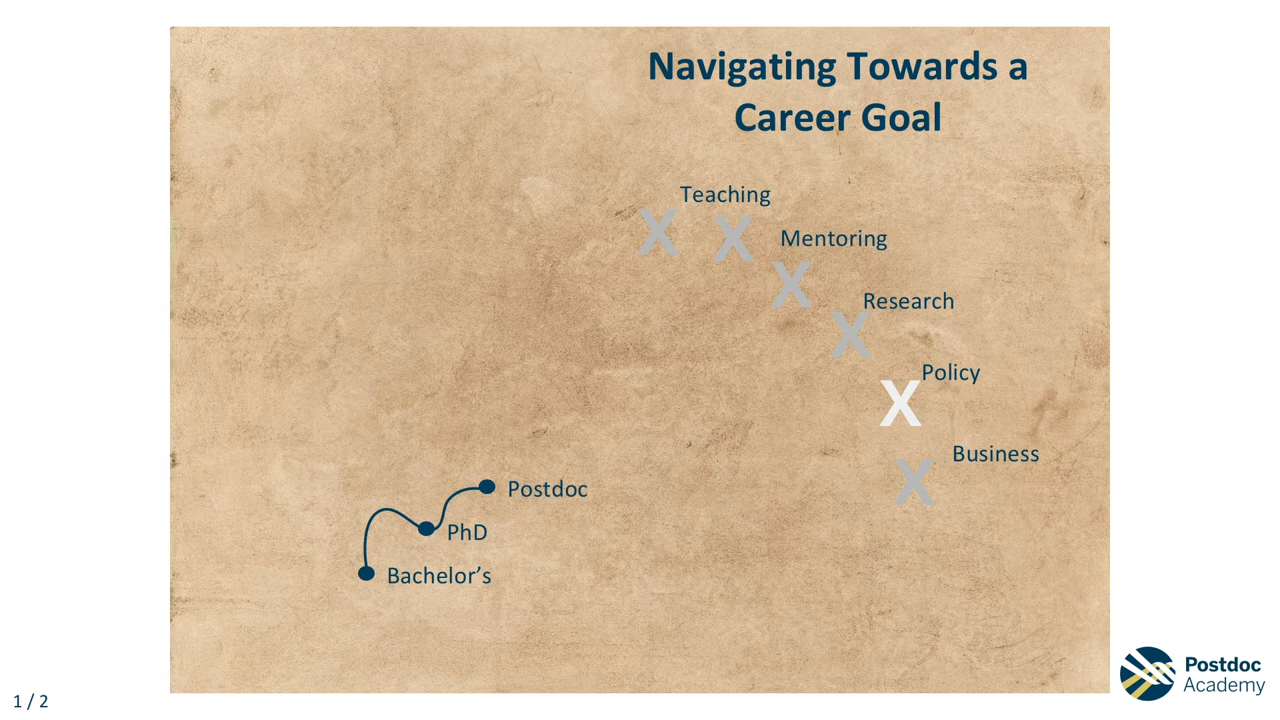 Navigating Towards a
Career Goal
Teaching
X
X
Mentoring
X
Research
X
Policy
X
Business
X
Postdoc
PhD
Bachelor’s
Postdoc
Academy
1 / 2